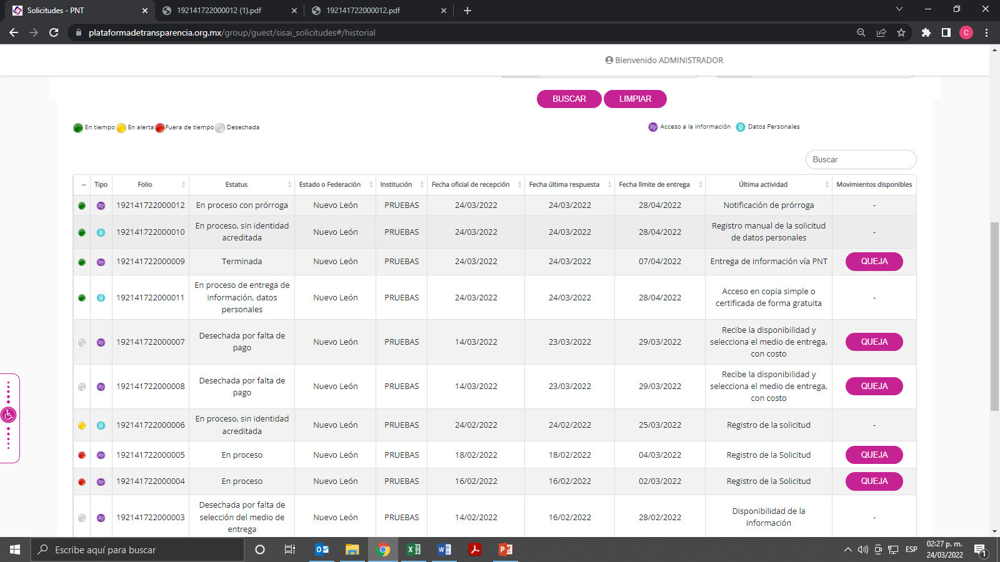 Solicitudes - PNT
192141722000012 (1).pdf
192141722000012.pdf
plataformadetransparencia.org.mx/group/guest/sisai_solicitudes#/historial
C
Bienvenido ADMINISTRADOR
BUSCAR LIMPIAR
En tiempo En alerta Fuera de tiempo Desechada
Acceso a la información Datos Personales
Buscar
-- Tipo Folio Estatus Estado o Federación Institución Fecha oficial de recepción Fecha última respuesta Fecha límite de entrega Última actividad Movimientos disponibles
192141722000012 En proceso con prórroga Nuevo León PRUEBAS 24/03/2022 24/03/2022 28/04/2022 Notificación de prórroga -
En proceso, sin identidad
acreditada
192141722000010 Nuevo León PRUEBAS 24/03/2022 24/03/2022 28/04/2022
Registro manual de la solicitud
de datos personales
-
192141722000009 Terminada Nuevo León PRUEBAS 24/03/2022 24/03/2022 07/04/2022 Entrega de información vía PNT QUEJA
192141722000011
En proceso de entrega de
información, datos
personales
Nuevo León PRUEBAS 24/03/2022 24/03/2022 28/04/2022
Acceso en copia simple o
certificada de forma gratuita
-
192141722000007
Desechada por falta de
pago
Nuevo León PRUEBAS 14/03/2022 23/03/2022 29/03/2022
Recibe la disponibilidad y
selecciona el medio de entrega,
con costo
QUEJA
192141722000008
Desechada por falta de
pago
Nuevo León PRUEBAS 14/03/2022 23/03/2022 29/03/2022
Recibe la disponibilidad y
selecciona el medio de entrega,
con costo
QUEJA
192141722000006
En proceso, sin identidad
acreditada
Nuevo León PRUEBAS 24/02/2022 24/02/2022 25/03/2022 Registro de la solicitud -
192141722000005 En proceso Nuevo León PRUEBAS 18/02/2022 18/02/2022 04/03/2022 Registro de la Solicitud QUEJA
192141722000004 En proceso Nuevo León PRUEBAS 16/02/2022 16/02/2022 02/03/2022 Registro de la Solicitud QUEJA
192141722000003
Desechada por falta de
selección del medio de
entrega
Nuevo León PRUEBAS 14/02/2022 16/02/2022 28/02/2022
Disponibilidad de la
información
-
Escribe aquí para buscar
ESP
02:27 p. m.
24/03/2022
1